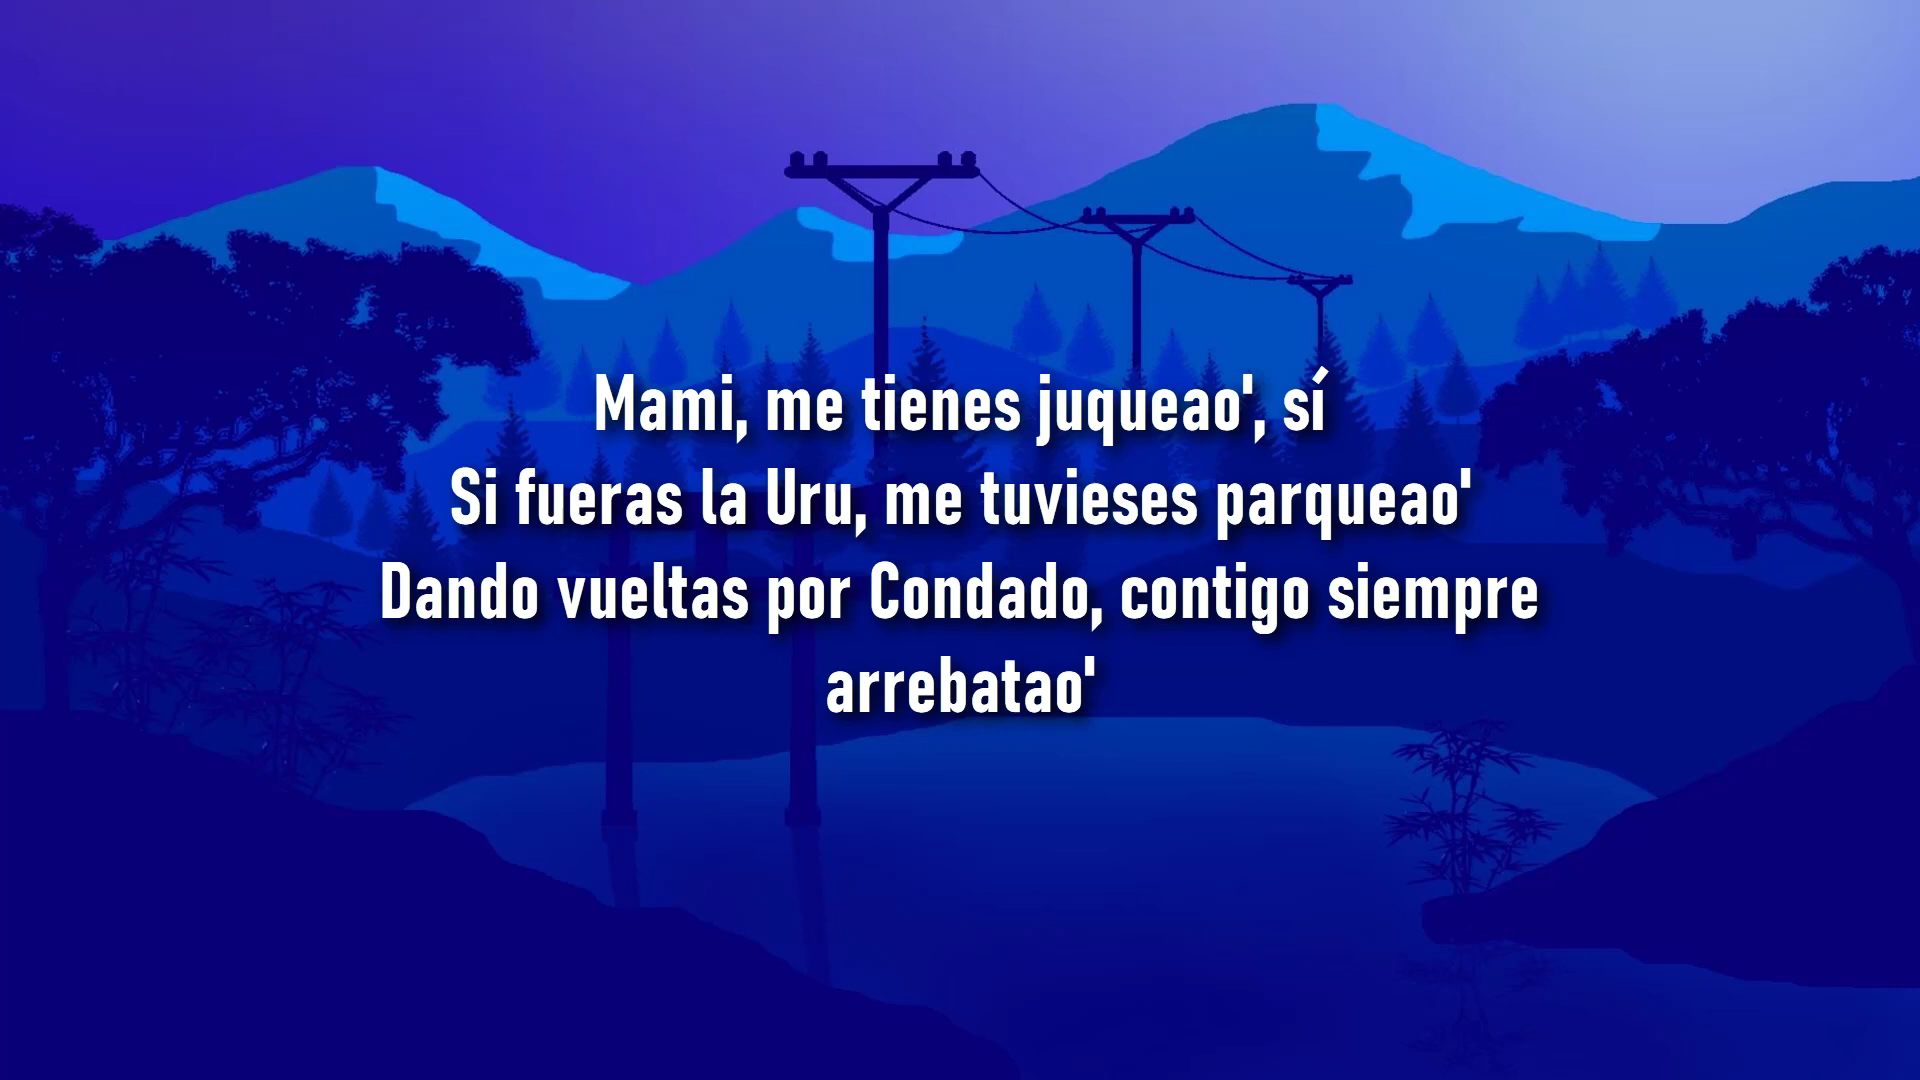 Mami, me tienes juqueao', sí
Si fueras la Uru, me tuvieses parqueao'
Dando vueltas por Condado, contigo siempre
arrebatao'